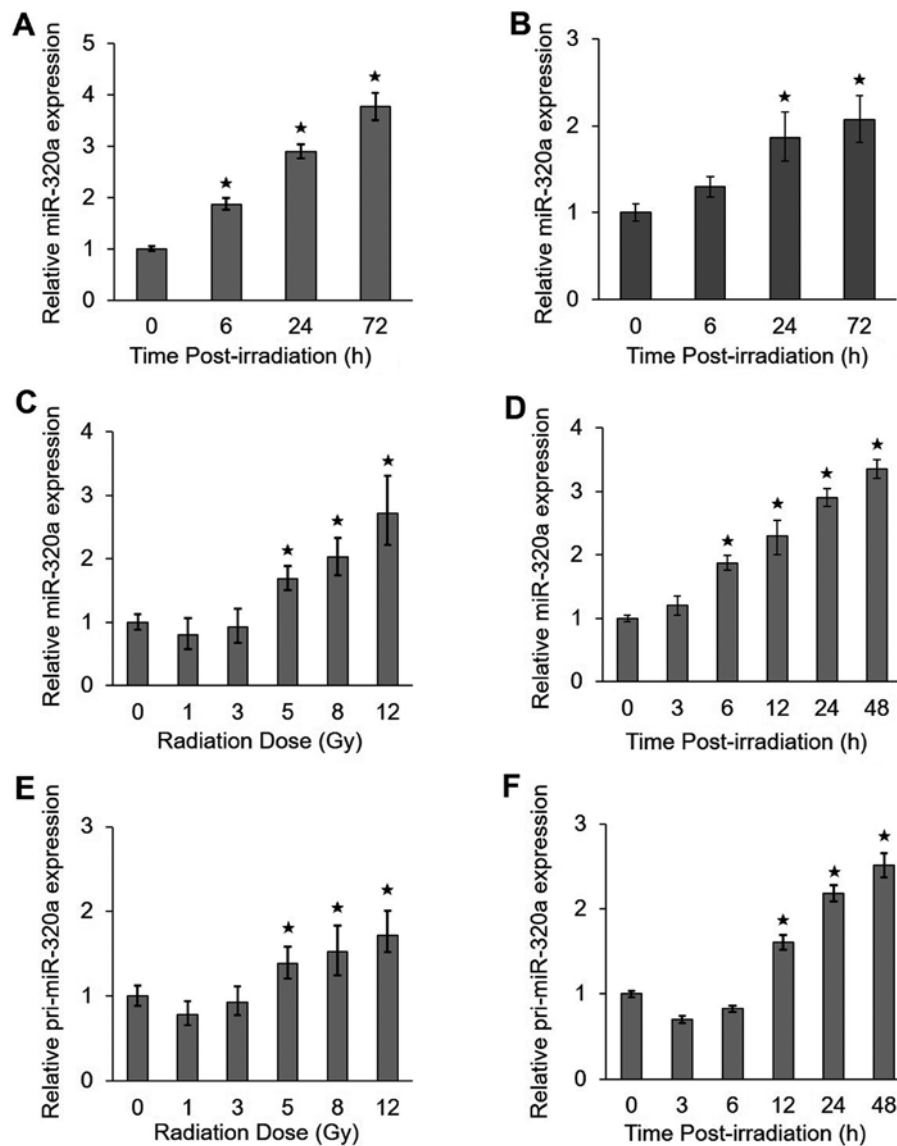 A
Relative miR-320a expression
5
4
3
2
1
0
★
★
★
0 6 24 72
Time Post-irradiation (h)
B
Relative miR-320a expression
3
2
1
0
★
★
0 6 24 72
Time Post-irradiation (h)
C
Relative miR-320a expression
4
3
2
1
0
★
★
★
0 1 3 5 8 12
Radiation Dose (Gy)
D
Relative miR-320a expression
4
3
2
1
0
★
★
★
★
0 3 6 12 24 48
Time Post-irradiation (h)
E
Relative pri-miR-320a expression
3
2
1
0
★
★
★
0 1 3 5 8 12
Radiation Dose (Gy)
F
Relative pri-miR-320a expression
3
2
1
0
★
★
★
0 3 6 12 24 48
Time Post-irradiation (h)